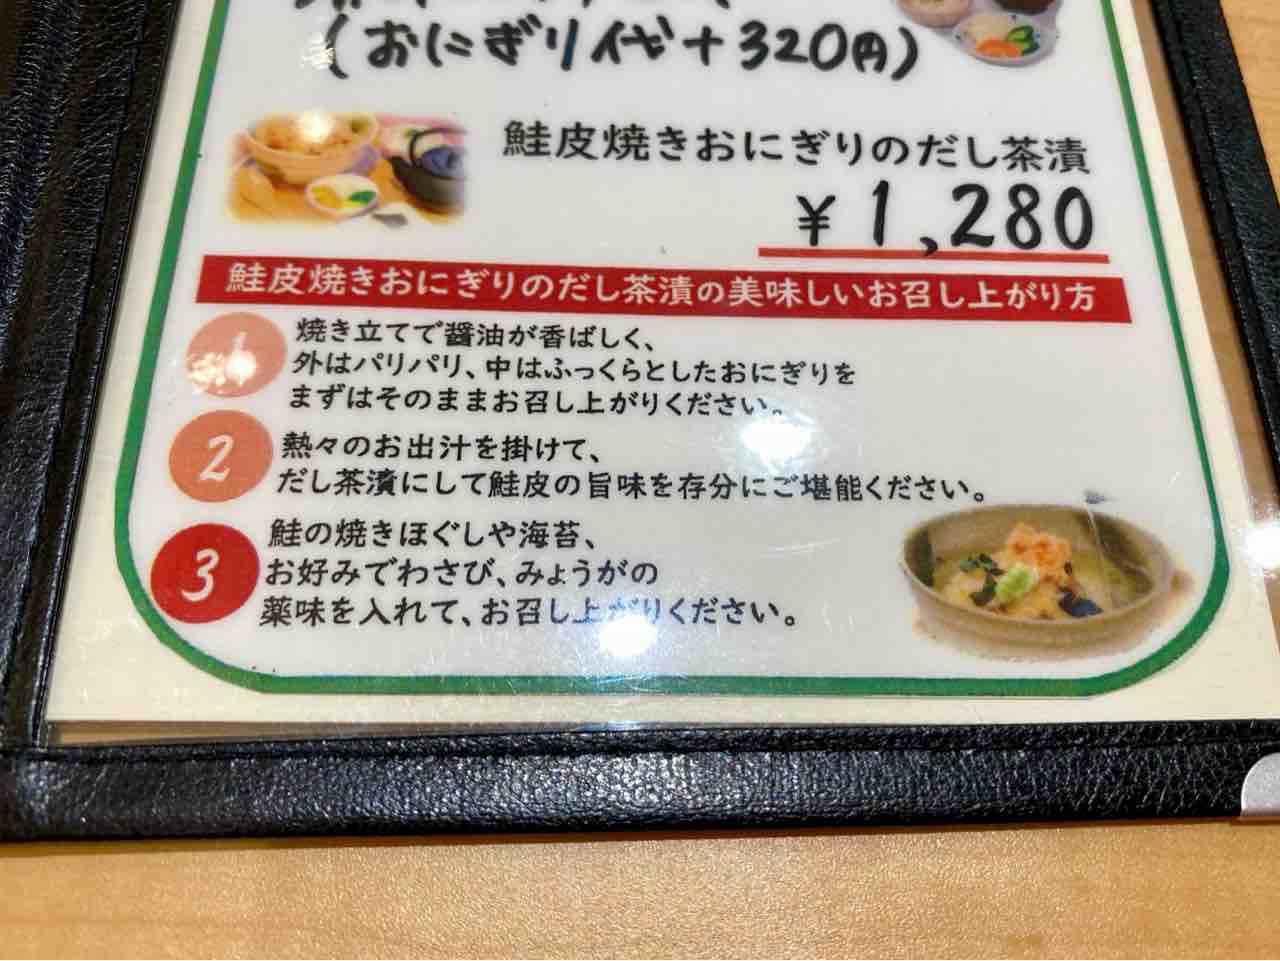 (おにぎり代+320円)
鮭皮焼きおにぎりのだし茶漬
¥1,280
鮭皮焼きおにぎりのだし茶漬の美味しいお召し上がり方
1
焼き立てで醤油が香ばしく、
外はパリパリ、中はふっくらとしたおにぎりを
まずはそのままお召し上がりください。
2
熱々のお出汁を掛けて、
だし茶漬にして鮭皮の旨味を存分にご堪能ください。
3
鮭の焼きほぐしや海苔、
お好みでわさび、みょうがの
薬味を入れて、お召し上がりください。